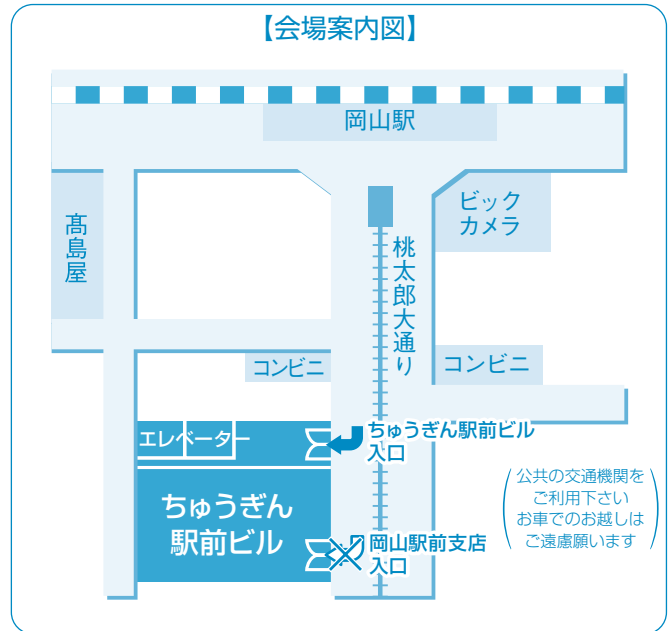 【会場案内図】
岡山駅
髙島屋
ビック
カメラ
桃太郎大通り
コンビニ
コンビニ
エレベーター
ちゅうぎん駅前ビル
入口
ちゅうぎん
駅前ビル
岡山駅前支店
入口
公共の交通機関を
ご利用下さい
お車でのお越しは
ご遠慮願います